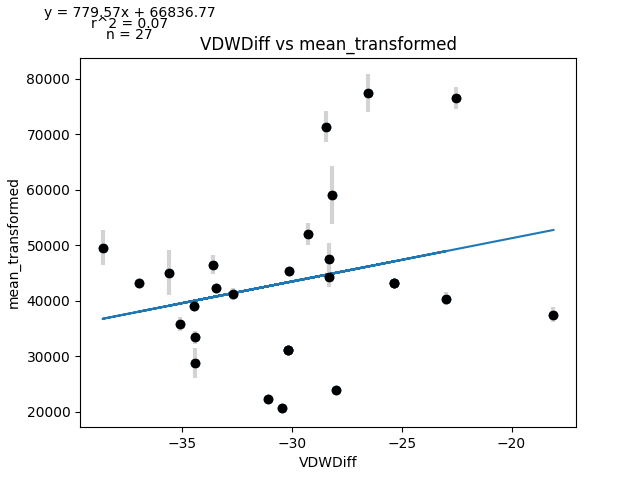 y = 779.57x + 66836.77
r^2 = 0.07
n = 27
VDWDiff vs mean_transformed
80000
70000
60000
50000
40000
30000
20000
mean_transformed
−35
−30
−25
−20
VDWDiff